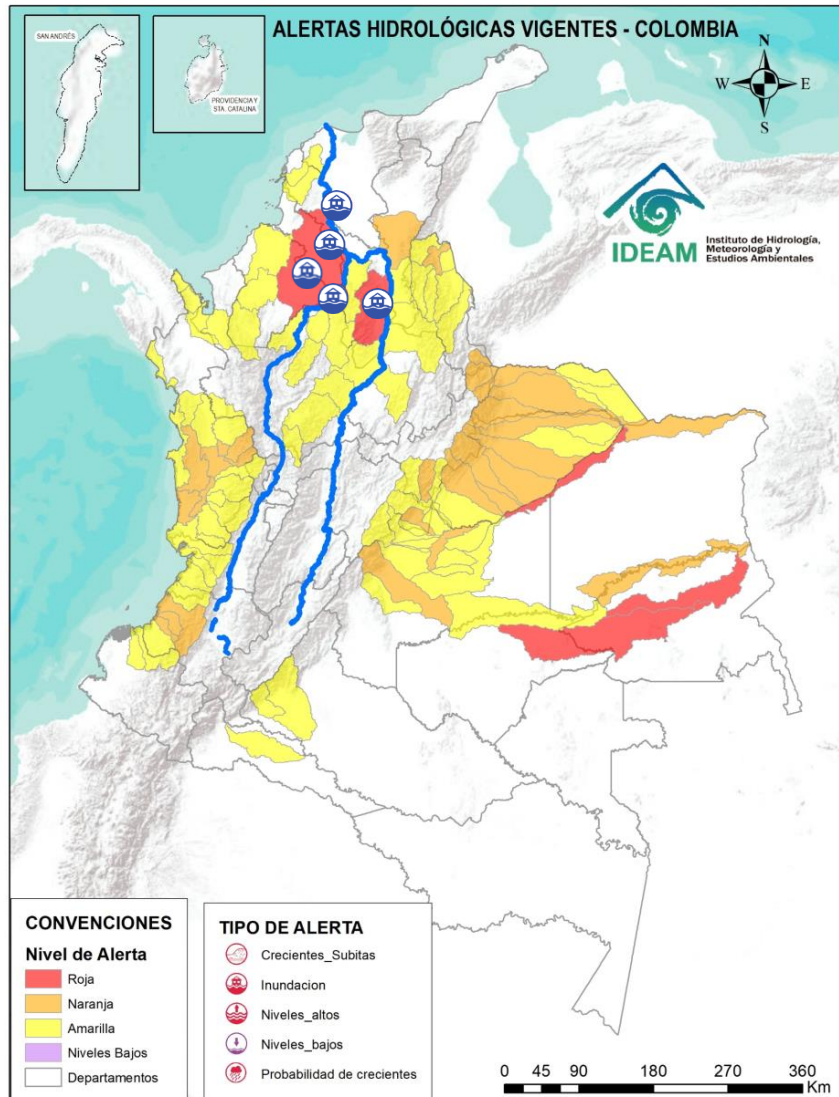 ALERTAS HIDROLÓGICAS VIGENTES - COLOMBIA
SAN ANDRÉS
PROVIDENCIA Y
STA. CATALINA
N
W
E
S
IDEAM
Instituto de Hidrología,
Meteorología y
Estudios Ambientales
CONVENCIONES
Nivel de Alerta
Roja
Naranja
Amarilla
Niveles Bajos
Departamentos
TIPO DE ALERTA
Crecientes_Subitas
Inundacion
Niveles_altos
Niveles_bajos
Probabilidad de crecientes
0 45 90 180 270 360
Km